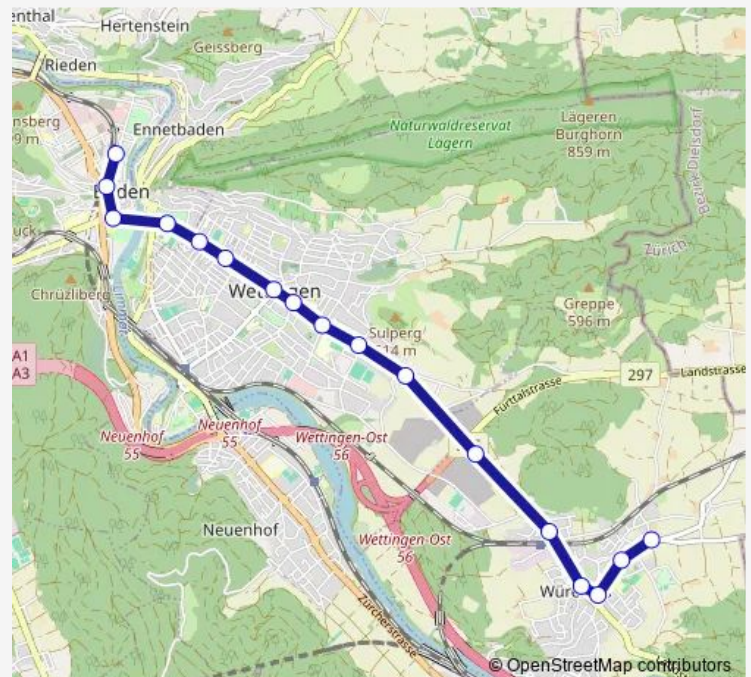 enthal
Hertenstein
Geissberg
Rieden
nsberg
9 m
Ennetbaden
Naturwaldreservat
Lägern
Lägeren
Burghorn
859 m
Bezirk Dielsdorf
Zürich
uck
Chrüzliberg
Limmat
Sulperg
Greppe
596 m
A1
A3
297
Landstrasse
Furttalstrasse
Neuenhof
55
Neuenhof
55
Wettingen-Ost
56
Neuenhof
Wettingen-Ost
56
Zürcherstrasse
© OpenStreetMap contributors